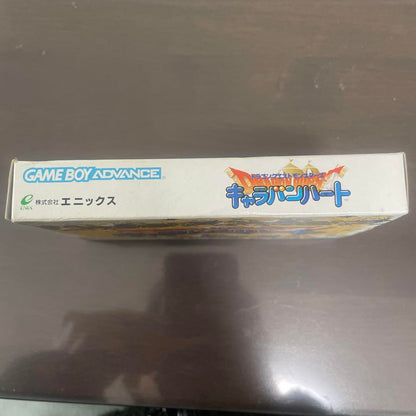 GAME BOY ADVANCE
ENIX
株式会社 エニックス
ドラゴンクエストモンスターズ
DRAGON QUEST
キャラバンハート